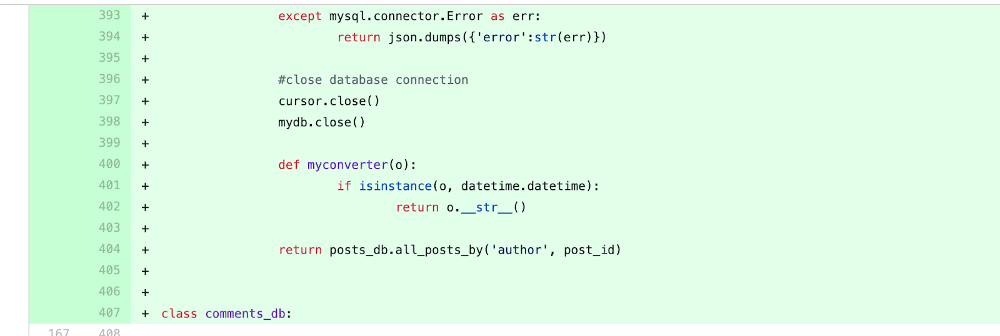 393 + except mysql.connector.Error as err:
394 + return json.dumps({'error':str(err)})
395 +
396 + #close database connection
397 + cursor.close()
398 + mydb.close()
399 +
400 + def myconverter(o):
401 + if isinstance(o, datetime.datetime):
402 + return o.__str__()
403 +
404 + return posts_db.all_posts_by('author', post_id)
405 +
406 +
407 + class comments_db:
167 408